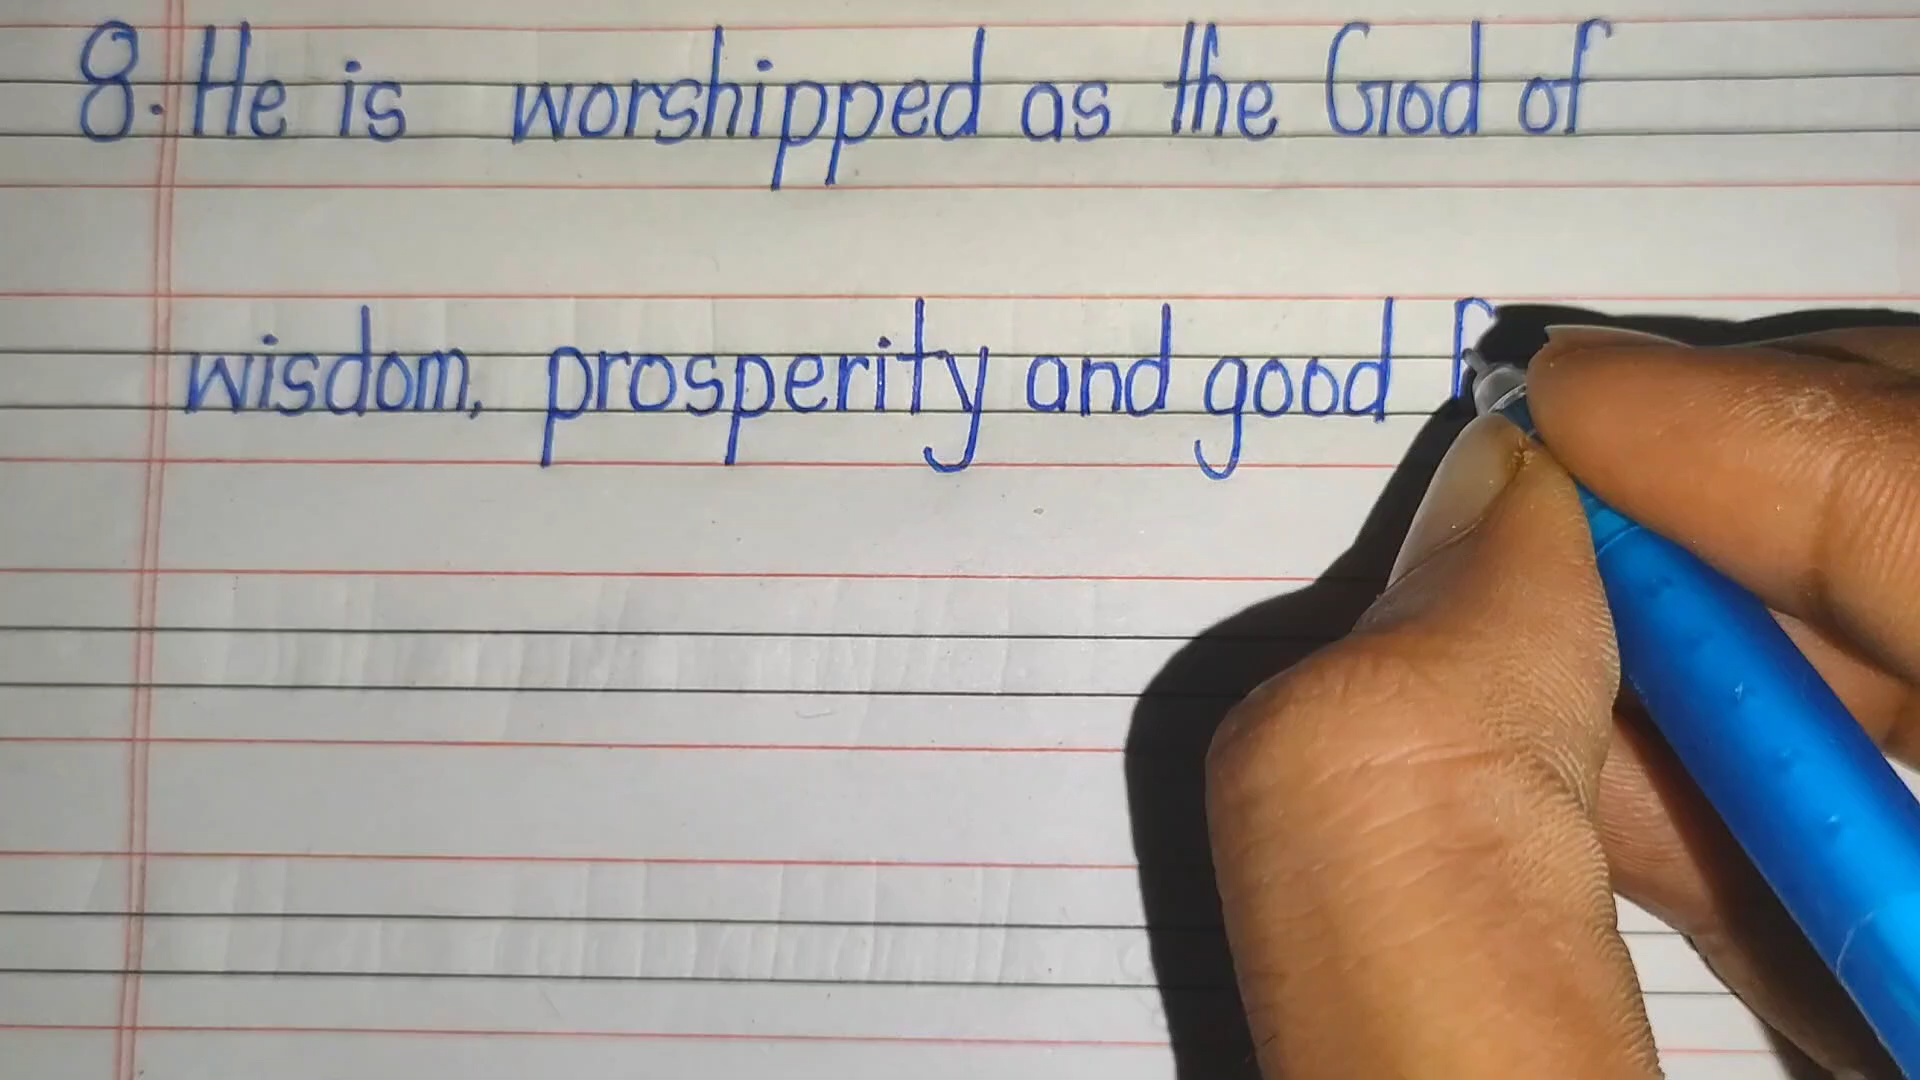 8. He is worshipped as the God of
wisdom, prosperity and good f